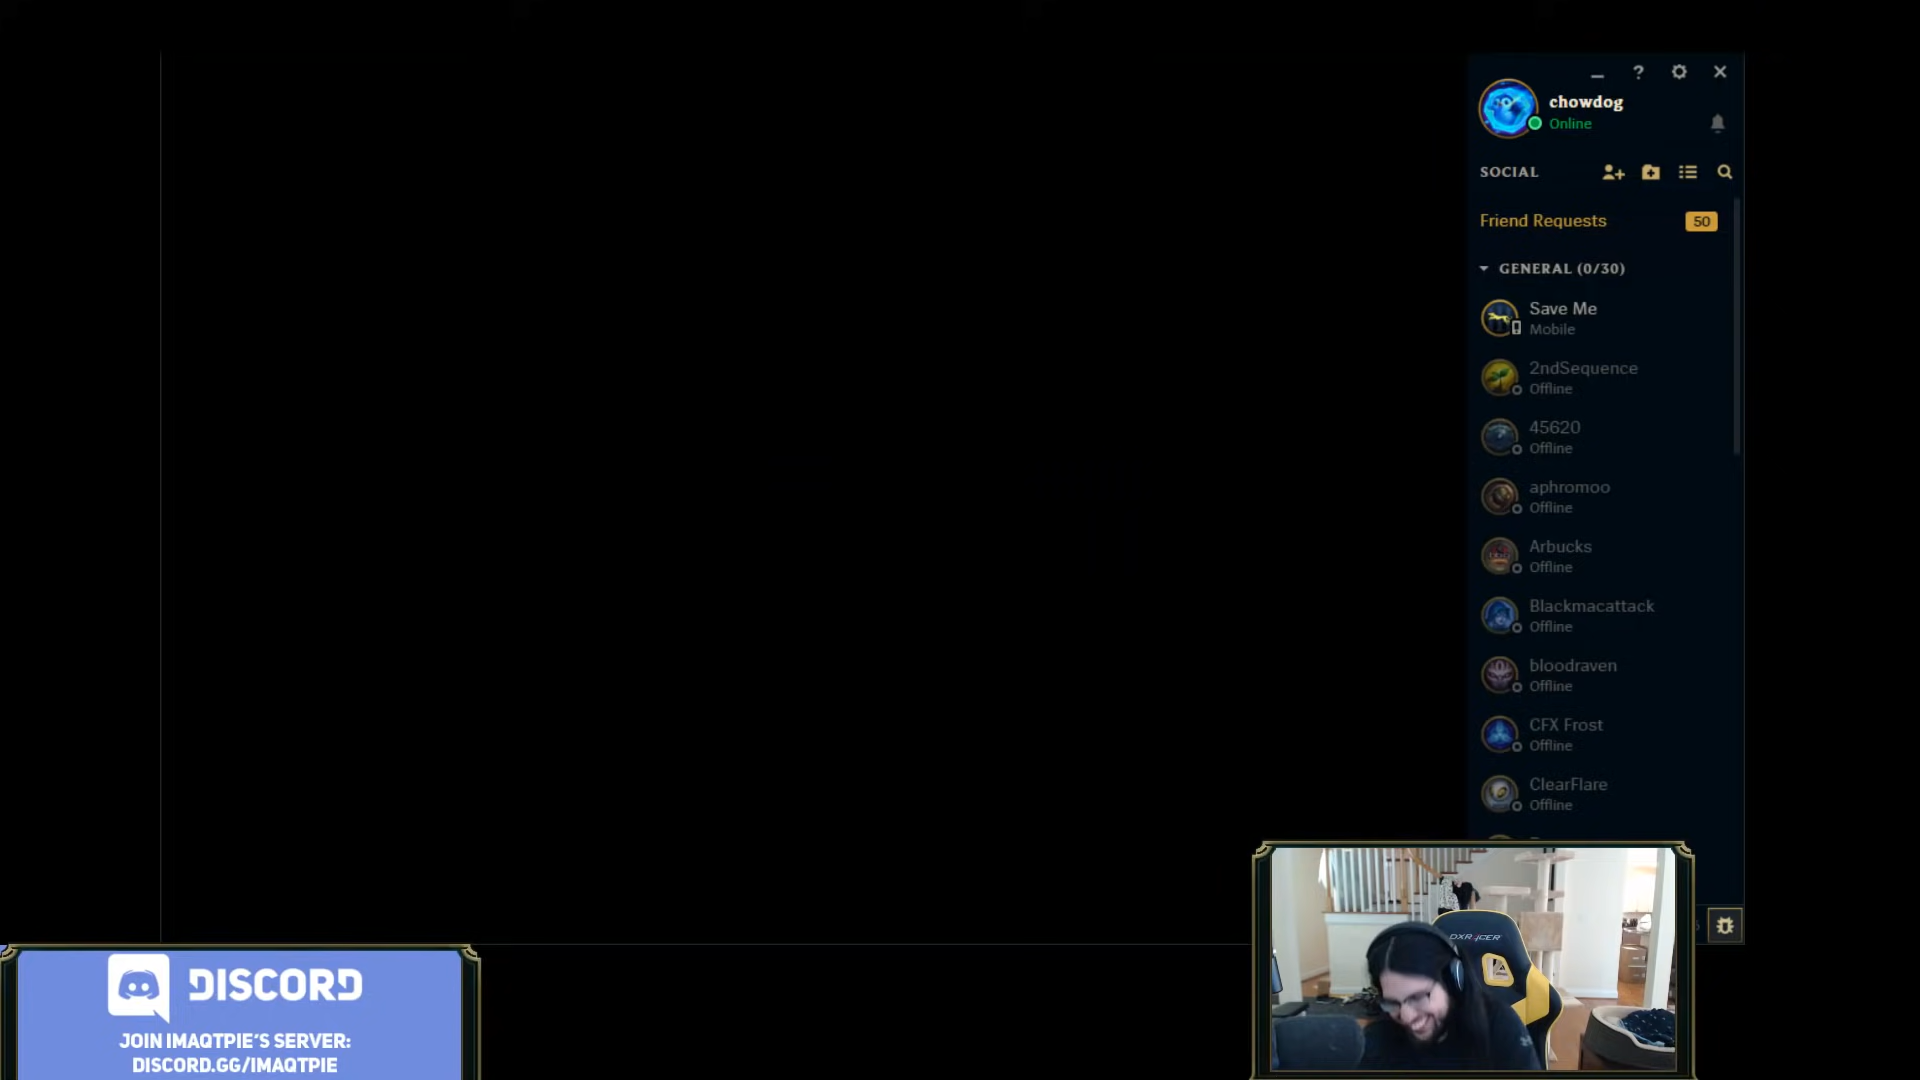 chowdog
Online
SOCIAL
Friend Requests
50
GENERAL (0/30)
Save Me
Mobile
2ndSequence
Offline
45620
Offline
aphromoo
Offline
Arbucks
Offline
Blackmacattack
Offline
bloodraven
Offline
CFX Frost
Offline
ClearFlare
Offline
DXRACER
DISCORD
JOIN IMAQTPIE'S SERVER:
DISCORD.GG/IMAQTPIE